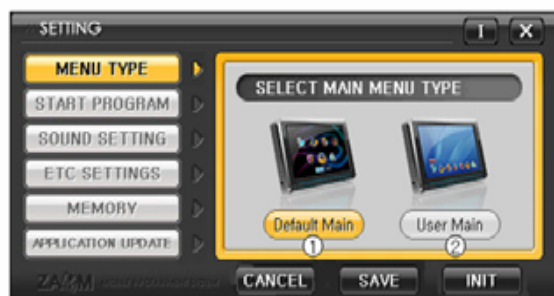 SETTING
I X
MENU TYPE
START PROGRAM
SOUND SETTING
ETC SETTINGS
MEMORY
APPLICATION UPDATE
SELECT MAIN MENU TYPE
Default Main
①
User Main
②
CANCEL
SAVE
INIT